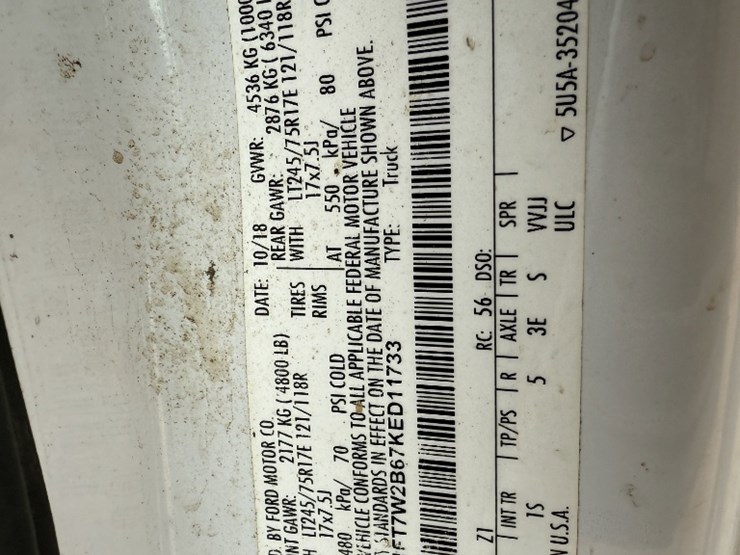 D. BY FORD MOTOR CO. DATE: 10/18 GVWR: 4536 KG (1000
NT GAWR: 2177 KG ( 4800 LB) REAR GAWR: 2876 KG ( 6340
H LT245/75R17E 121/118R TIRES WITH LT245/75R17E 121/118R
17x7.5J RIMS 17x7.5J
480 kPa/ 70 PSI COLD AT 550 kPa/ 80 PSI C
EHICLE CONFORMS TO ALL APPLICABLE FEDERAL MOTOR VEHICLE
STANDARDS IN EFFECT ON THE DATE OF MANUFACTURE SHOWN ABOVE.
FT7W2B67KED11733 TYPE: Truck
Z1 RC: 56 DSO:
INT TR TP/PS R AXLE TR SPR
1S 5 3E S VVJJ
N U.S.A. ULC ▽ 5U5A-35204